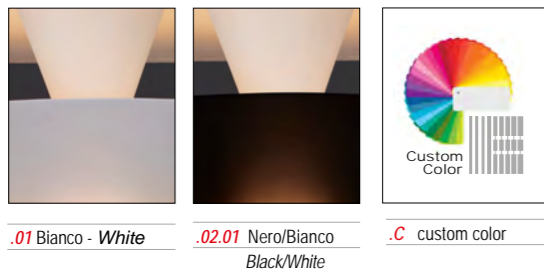 Custom
Color
.01 Bianco - White
.02.01 Nero/Bianco
Black/White
.C custom color